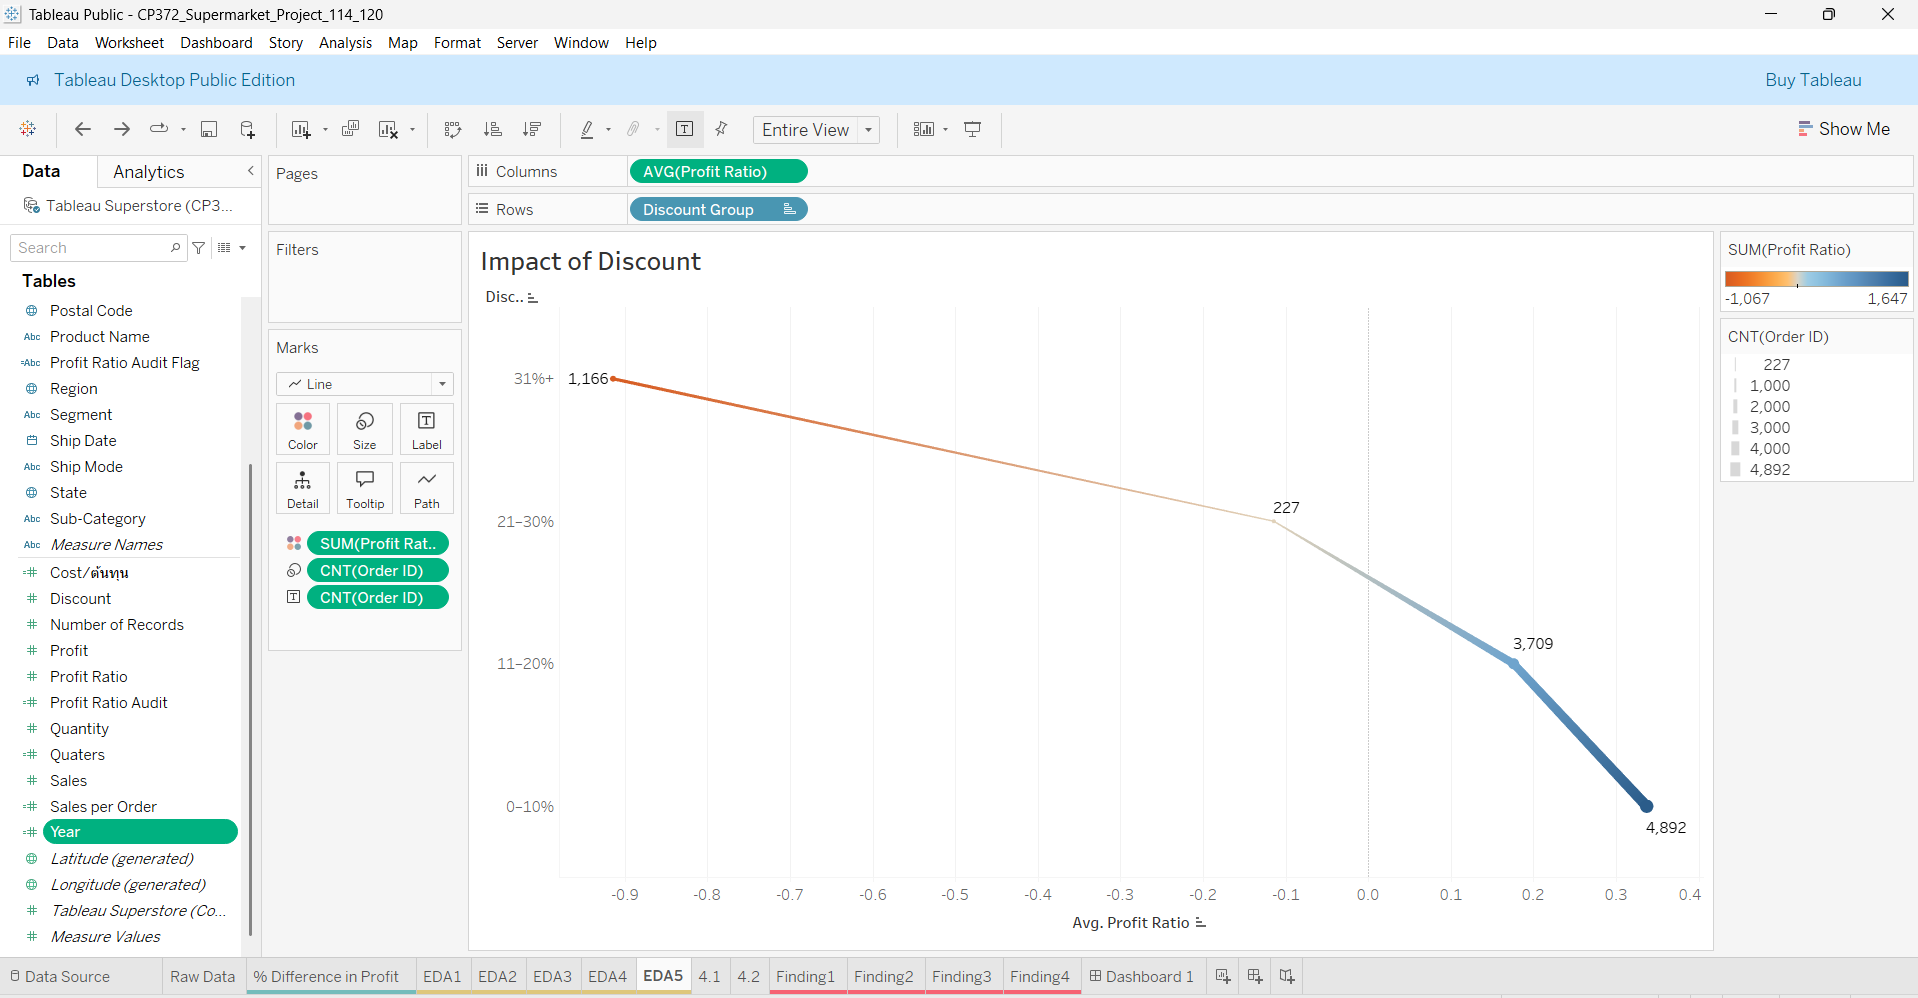 Tableau Public - CP372_Supermarket_Project_114_120
File Data Worksheet Dashboard Story Analysis Map Format Server Window Help
Tableau Desktop Public Edition
Buy Tableau
Entire View
Show Me
Data
Analytics
Tableau Superstore (CP3...
Search
Tables
Postal Code
Abc Product Name
=Abc Profit Ratio Audit Flag
Region
Abc Segment
Ship Date
Abc Ship Mode
State
Abc Sub-Category
Abc Measure Names
=# Cost/ต้นทุน
# Discount
# Number of Records
# Profit
# Profit Ratio
=# Profit Ratio Audit
# Quantity
=# Quaters
# Sales
=# Sales per Order
=# Year
Latitude (generated)
Longitude (generated)
# Tableau Superstore (Co...
# Measure Values
Pages
Filters
Marks
Line
Color
Size
Label
Detail
Tooltip
Path
SUM(Profit Rat..
CNT(Order ID)
T CNT(Order ID)
Columns
AVG(Profit Ratio)
Rows
Discount Group
Impact of Discount
Disc..
31%+
1,166
21–30%
227
11–20%
3,709
0–10%
4,892
-0.9 -0.8 -0.7 -0.6 -0.5 -0.4 -0.3 -0.2 -0.1 0.0 0.1 0.2 0.3 0.4
Avg. Profit Ratio
SUM(Profit Ratio)
-1,067 1,647
CNT(Order ID)
227
1,000
2,000
3,000
4,000
4,892
Data Source
Raw Data
% Difference in Profit
EDA1
EDA2
EDA3
EDA4
EDA5
4.1
4.2
Finding1
Finding2
Finding3
Finding4
Dashboard 1